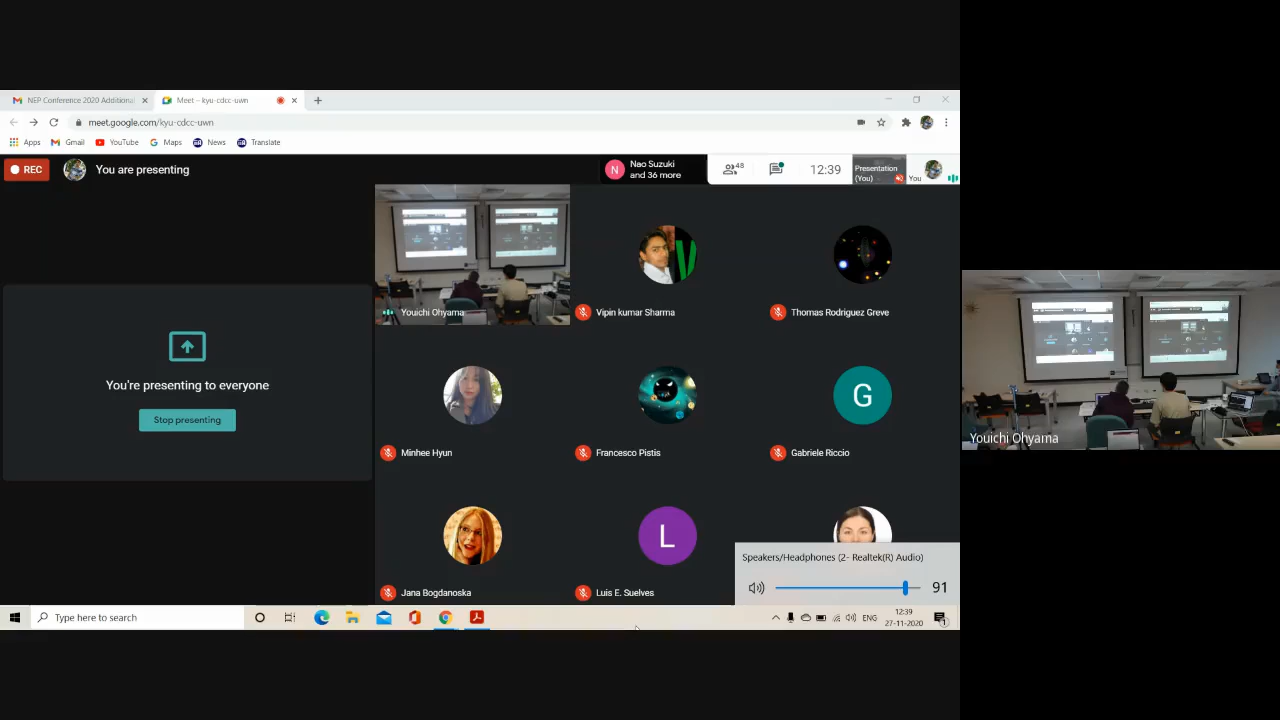 NEP Conference 2020 Additional
Meet – kyu-cdcc-uwn
meet.google.com/kyu-cdcc-uwn
Apps Gmail YouTube Maps News Translate
REC
You are presenting
Nao Suzuki
and 36 more
48
12:39
Presentation
(You)
You
Youichi Ohyama
Vipin kumar Sharma
Thomas Rodriguez Greve
You're presenting to everyone
Stop presenting
G
Minhee Hyun
Francesco Pistis
Gabriele Riccio
Youichi Ohyama
L
Speakers/Headphones (2- Realtek(R) Audio)
91
Jana Bogdanoska
Luis E. Suelves
Type here to search
ENG
12:39
27-11-2020
1